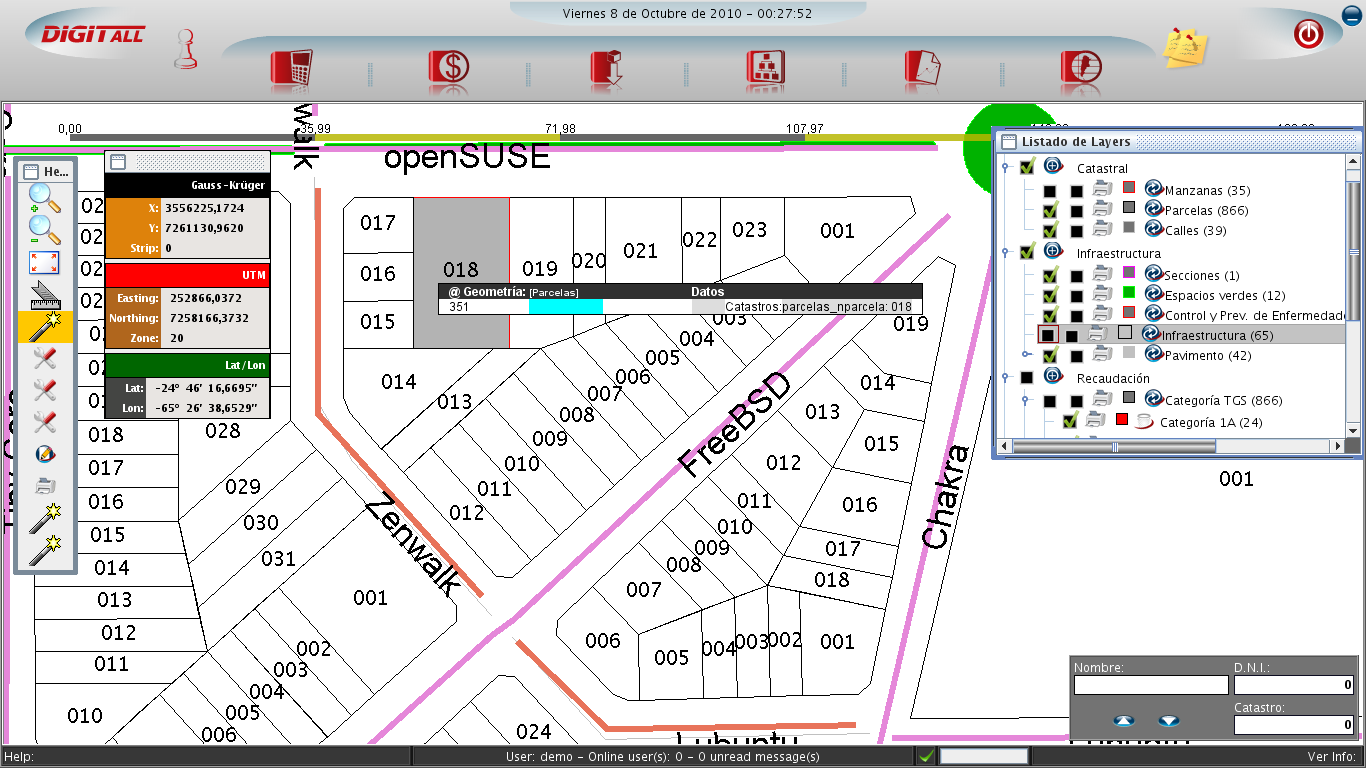 Viernes 8 de Octubre de 2010 - 00:27:52
DIGITALL
0,00
35,99
71,98
107,97
openSUSE
walk
Listado de Layers
Catastral
Manzanas (35)
Parcelas (866)
Calles (39)
Infraestructura
Secciones (1)
Espacios verdes (12)
Control y Prev. de Enfermedade
Infraestructura (65)
Pavimento (42)
Recaudación
Categoría TGS (866)
Categoría 1A (24)
He...
Gauss-Krüger
X: 3556225,1724
Y: 7261130,9620
Strip: 0
UTM
Easting: 252866,0372
Northing: 7258166,3732
Zone: 20
Lat/Lon
Lat: -24° 46' 16,6695"
Lon: -65° 26' 38,6529"
017
018
019
020
021
022
023
001
016
015
@ Geometría: [Parcelas] Datos
351 Catastros:parcelas_nparcela: 018
003
004
005
006
007
008
009
010
011
012
013
014
019
014
013
012
011
010
009
008
007
006
005
004
003
002
001
015
016
017
018
FreeBSD
Chakra
Zenwalk
001
018
017
016
015
014
013
012
011
010
028
029
030
031
001
002
003
004
005
006
024
Lubuntu
Nombre:
D.N.I.:
0
Catastro:
0
Help:
User: demo - Online user(s): 0 - 0 unread message(s)
Ver Info: